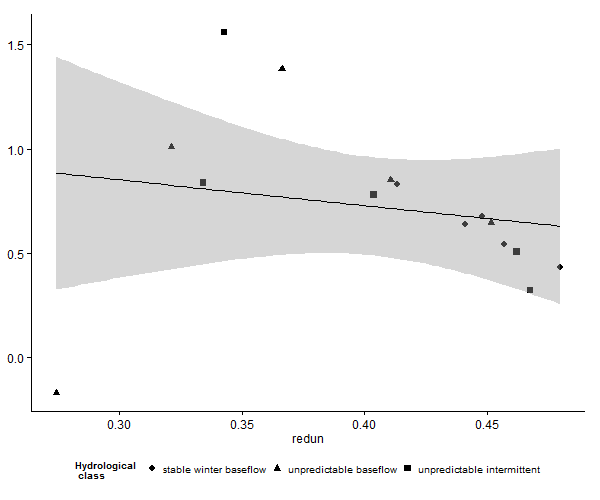 1.5
1.0
0.5
0.0
0.30 0.35 0.40 0.45
redun
Hydrological
class
stable winter baseflow unpredictable baseflow unpredictable intermittent